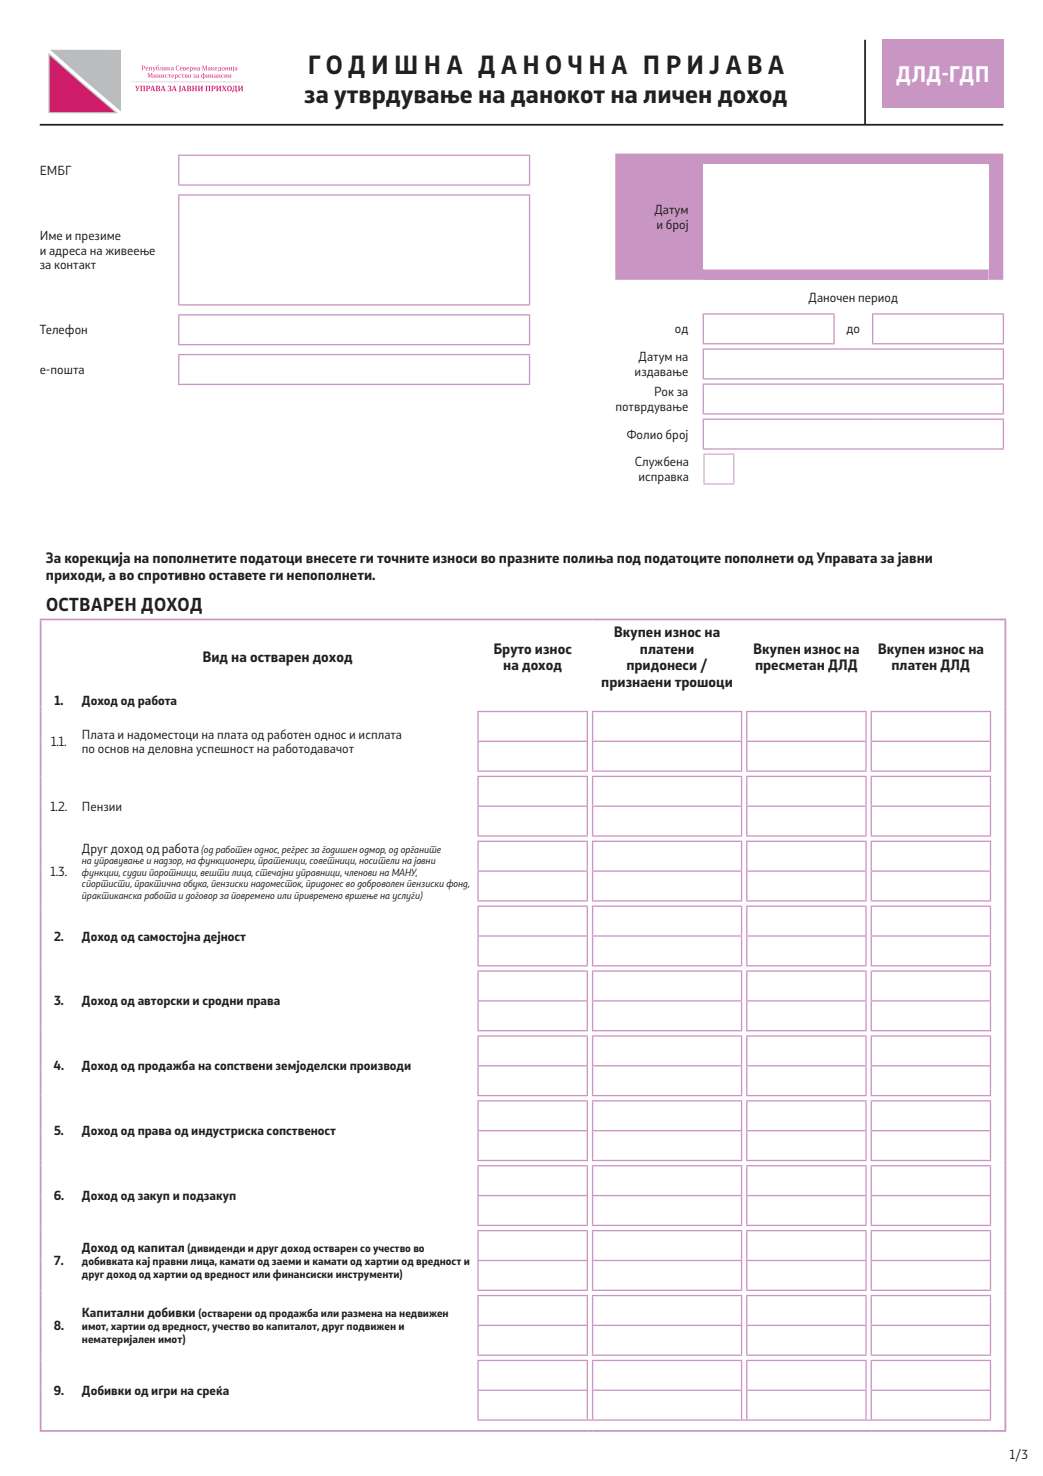 Република Северна Македонија
Министерство за финансии
УПРАВА ЗА ЈАВНИ ПРИХОДИ
ГОДИШНА ДАНОЧНА ПРИЈАВА
за утврдување на данокот на личен доход
ДЛД-ГДП
ЕМБГ
Име и презиме
и адреса на живеење
за контакт
Телефон
е-пошта
Датум
и број
Даночен период
од
до
Датум на
издавање
Рок за
потврдување
Фолио број
Службена
исправка
За корекција на пополнетите податоци внесете ги точните износи во празните полиња под податоците пополнети од Управата за јавни
приходи, а во спротивно оставете ги непополнети.
ОСТВАРЕН ДОХОД
Вид на остварен доход
Бруто износ
на доход
Вкупен износ на
платени
придонеси /
признаени трошоци
Вкупен износ на
пресметан ДЛД
Вкупен износ на
платен ДЛД
1. Доход од работа
1.1. Плата и надоместоци на плата од работен однос и исплата
по основ на деловна успешност на работодавачот
1.2. Пензии
1.3. Друг доход од работа (од работен однос, регрес за годишен одмор, од органите
на управување и надзор, на функционери, пратеници, советници, носители на јавни
функции, судии поротници, вешти лица, стечајни управници, членови на МАНУ,
спортисти, практична обука, пензиски надоместок, придонес во доброволен пензиски фонд,
практиканска работа и договор за повремено или привремено вршење на услуги)
2. Доход од самостојна дејност
3. Доход од авторски и сродни права
4. Доход од продажба на сопствени земјоделски производи
5. Доход од права од индустриска сопственост
6. Доход од закуп и подзакуп
7. Доход од капитал (дивиденди и друг доход остварен со учество во
добивката кај правни лица, камати од заеми и камати од хартии од вредност и
друг доход од хартии од вредност или финансиски инструменти)
8. Капитални добивки (остварени од продажба или размена на недвижен
имот, хартии од вредност, учество во капиталот, друг подвижен и
нематеријален имот)
9. Добивки од игри на среќа
1/3